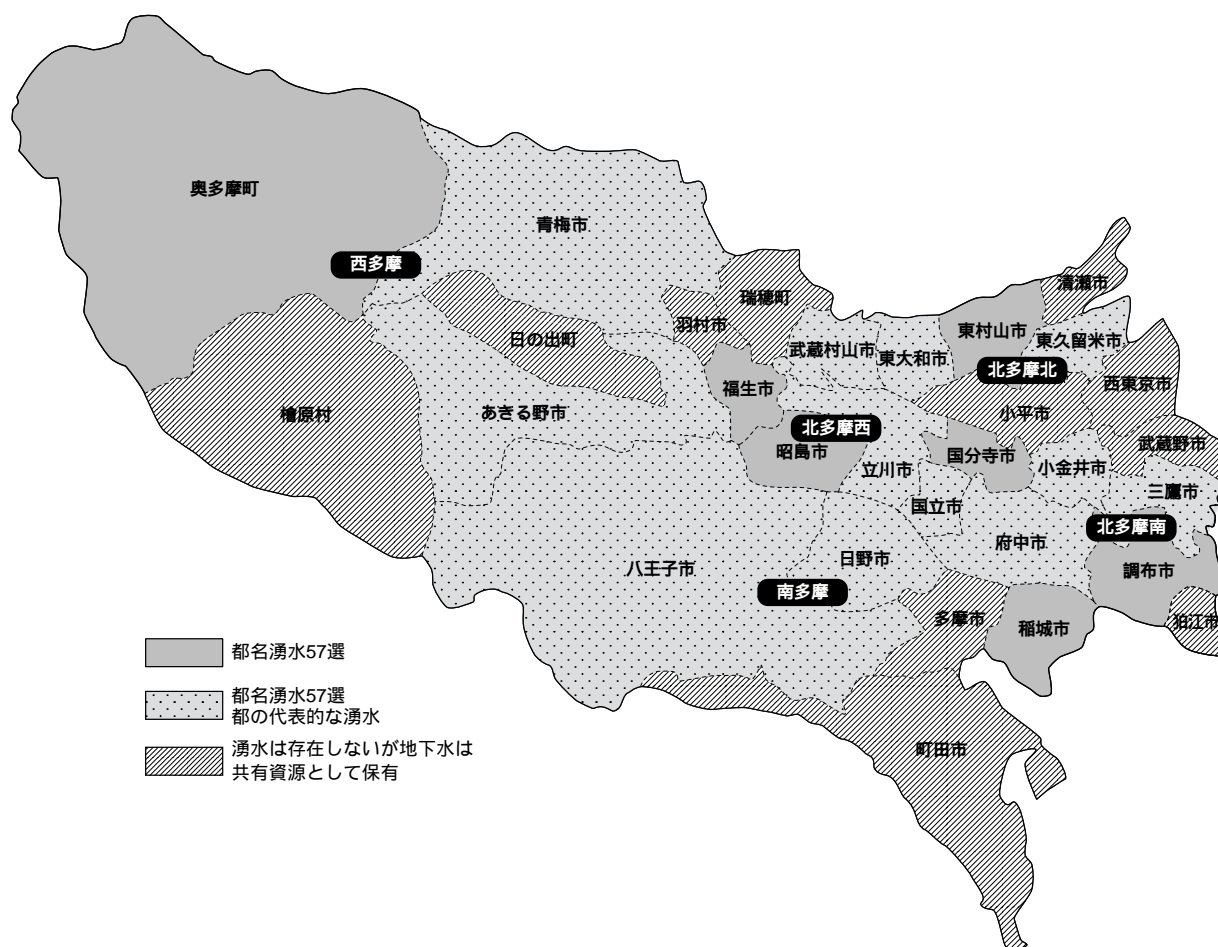 奥多摩町
青梅市
西多摩
瑞穂町
清瀬市
羽村市
日の出町
東村山市
武蔵村山市
東大和市
東久留米市
北多摩北
西東京市
福生市
檜原村
あきる野市
小平市
北多摩西
武蔵野市
昭島市
国分寺市
立川市
小金井市
三鷹市
国立市
北多摩南
府中市
日野市
八王子市
調布市
南多摩
多摩市
稲城市
狛江市
都名湧水57選
都名湧水57選
都の代表的な湧水
湧水は存在しないが地下水は
共有資源として保有
町田市